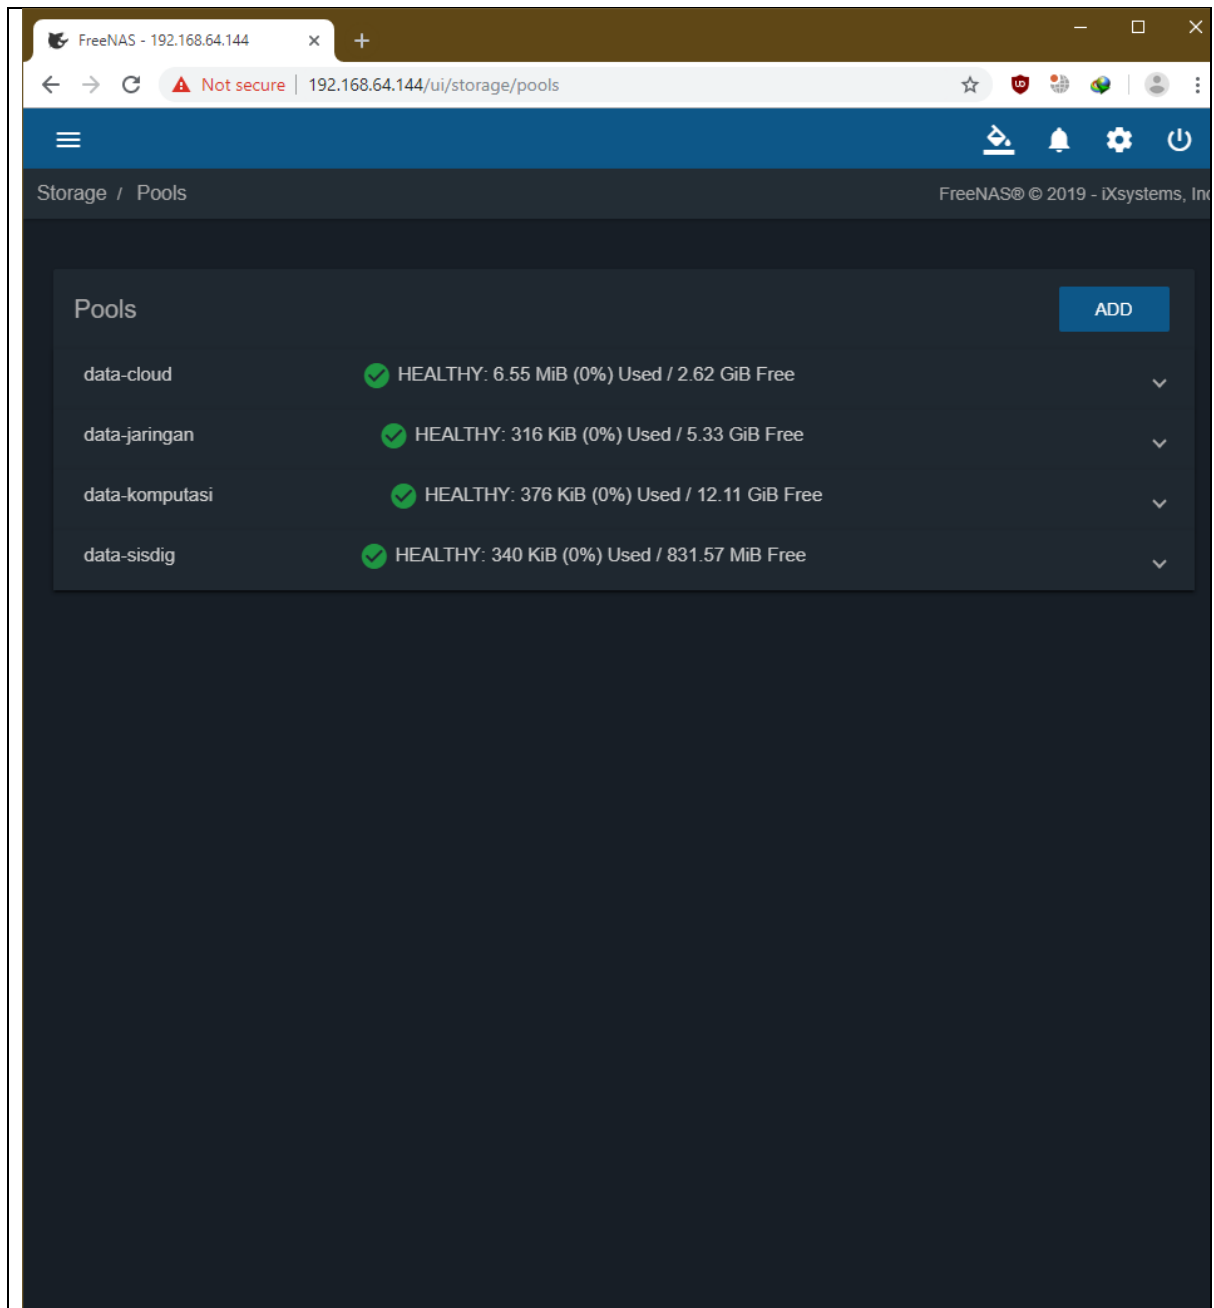 FreeNAS - 192.168.64.144
Not secure | 192.168.64.144/ui/storage/pools
Storage / Pools FreeNAS® © 2019 - iXsystems, Inc
Pools ADD
data-cloud HEALTHY: 6.55 MiB (0%) Used / 2.62 GiB Free
data-jaringan HEALTHY: 316 KiB (0%) Used / 5.33 GiB Free
data-komputasi HEALTHY: 376 KiB (0%) Used / 12.11 GiB Free
data-sisdig HEALTHY: 340 KiB (0%) Used / 831.57 MiB Free